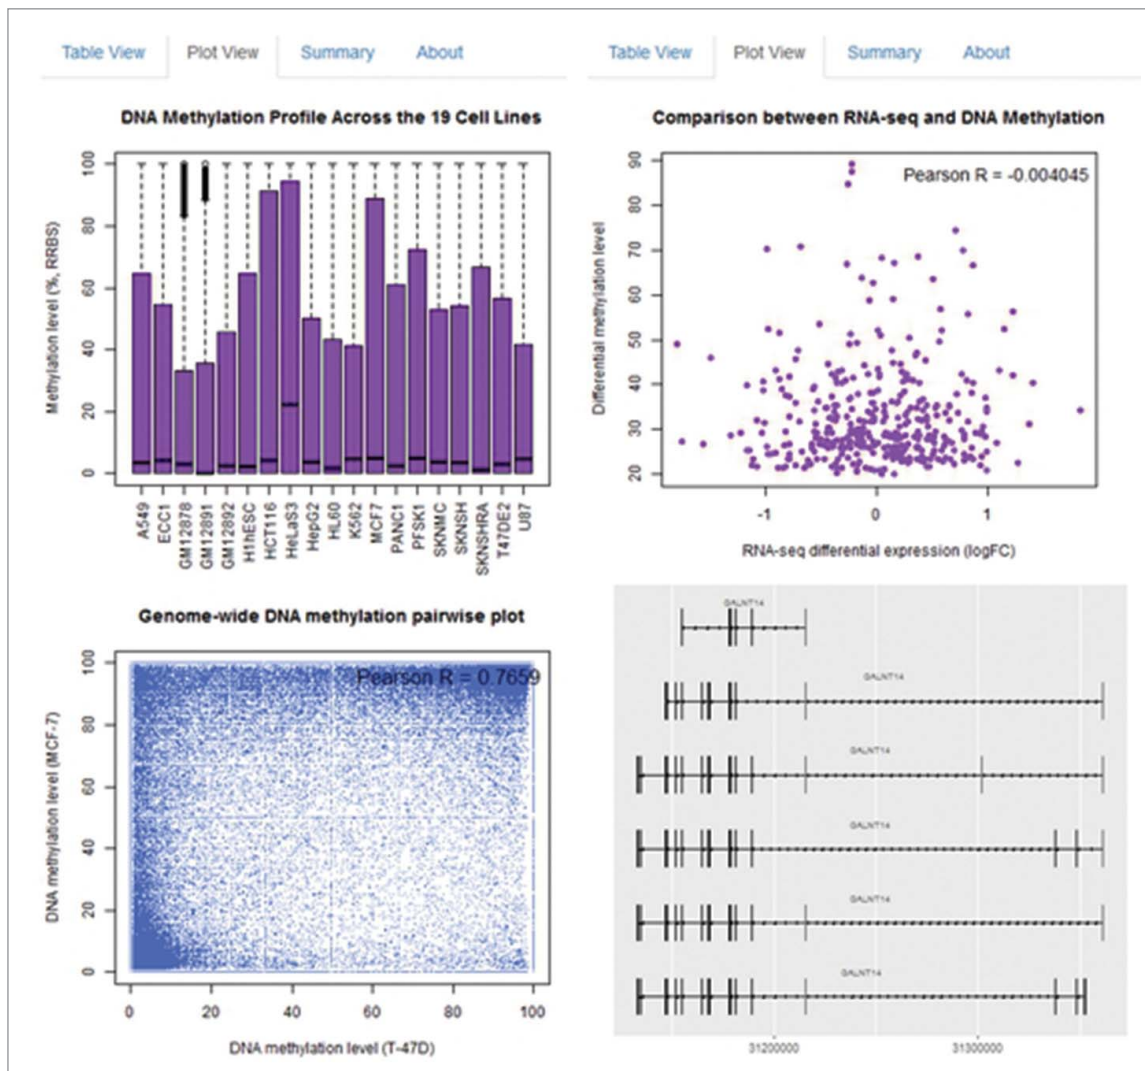 Table View Plot View Summary About
DNA Methylation Profile Across the 19 Cell Lines
Methylation level (%, RRBS)
100
80
60
40
20
0
A549
ECC1
GM12878
GM12891
GM12892
H1hESC
HCT116
HeLaS3
HepG2
HL60
K562
MCF7
PANC1
PFSK1
SKNMC
SKNSH
SKNSHRA
T47DE2
U87
Genome-wide DNA methylation pairwise plot
Pearson R = 0.7659
DNA methylation level (MCF-7)
100
80
60
40
20
0
0 20 40 60 80 100
DNA methylation level (T-47D)
Table View Plot View Summary About
Comparison between RNA-seq and DNA Methylation
Pearson R = -0.004045
Differential methylation level
90
80
70
60
50
40
30
20
-1 0 1
RNA-seq differential expression (logFC)
GALNT14
GALNT14
GALNT14
GALNT14
GALNT14
GALNT14
31200000 31300000